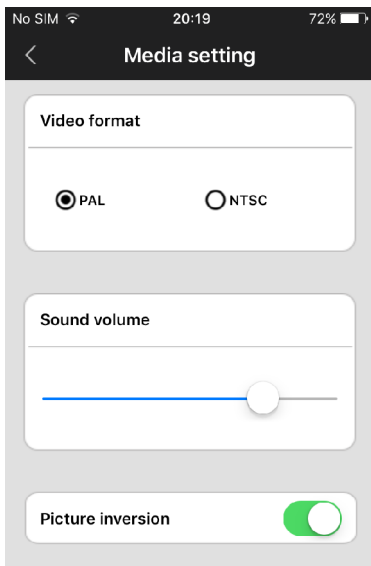 No SIM 20:19 72%
Media setting
Video format
PAL NTSC
Sound volume
Picture inversion